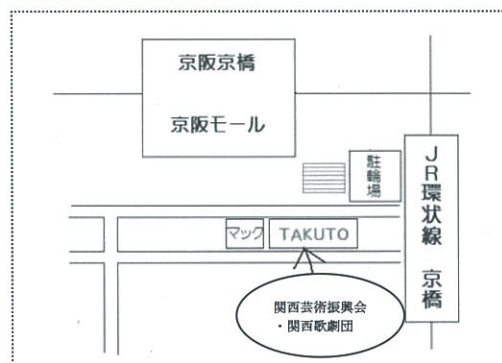 京阪京橋
京阪モール
駐輪場
JR環状線 京橋
マック
TAKUTO
関西芸術振興会
・関西歌劇団